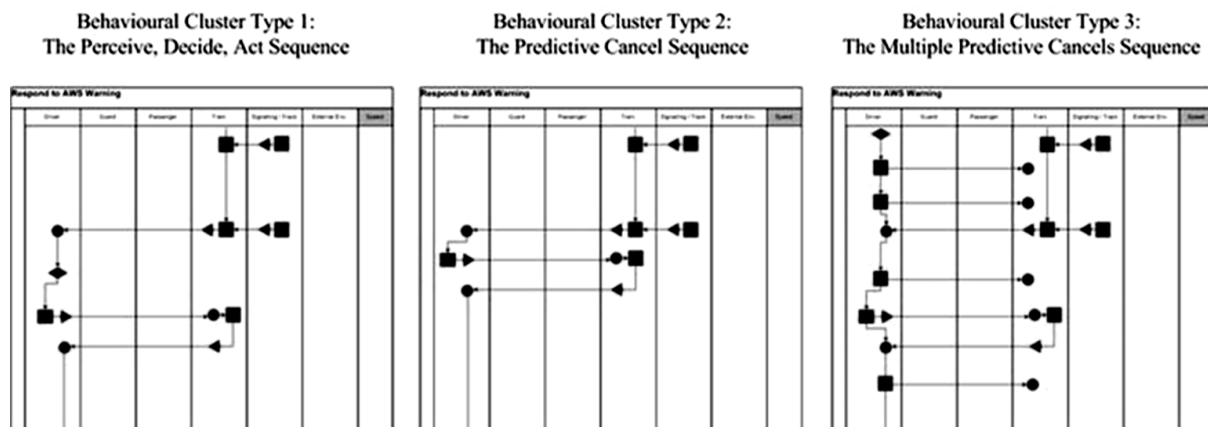 Behavioural Cluster Type 1:
The Perceive, Decide, Act Sequence
Behavioural Cluster Type 2:
The Predictive Cancel Sequence
Behavioural Cluster Type 3:
The Multiple Predictive Cancels Sequence
Respond to AWS Warning
Driver Guard Passenger Train Signalling / Track External Env. Speed
Respond to AWS Warning
Driver Guard Passenger Train Signalling / Track External Env. Speed
Respond to AWS Warning
Driver Guard Passenger Train Signalling / Track External Env. Speed